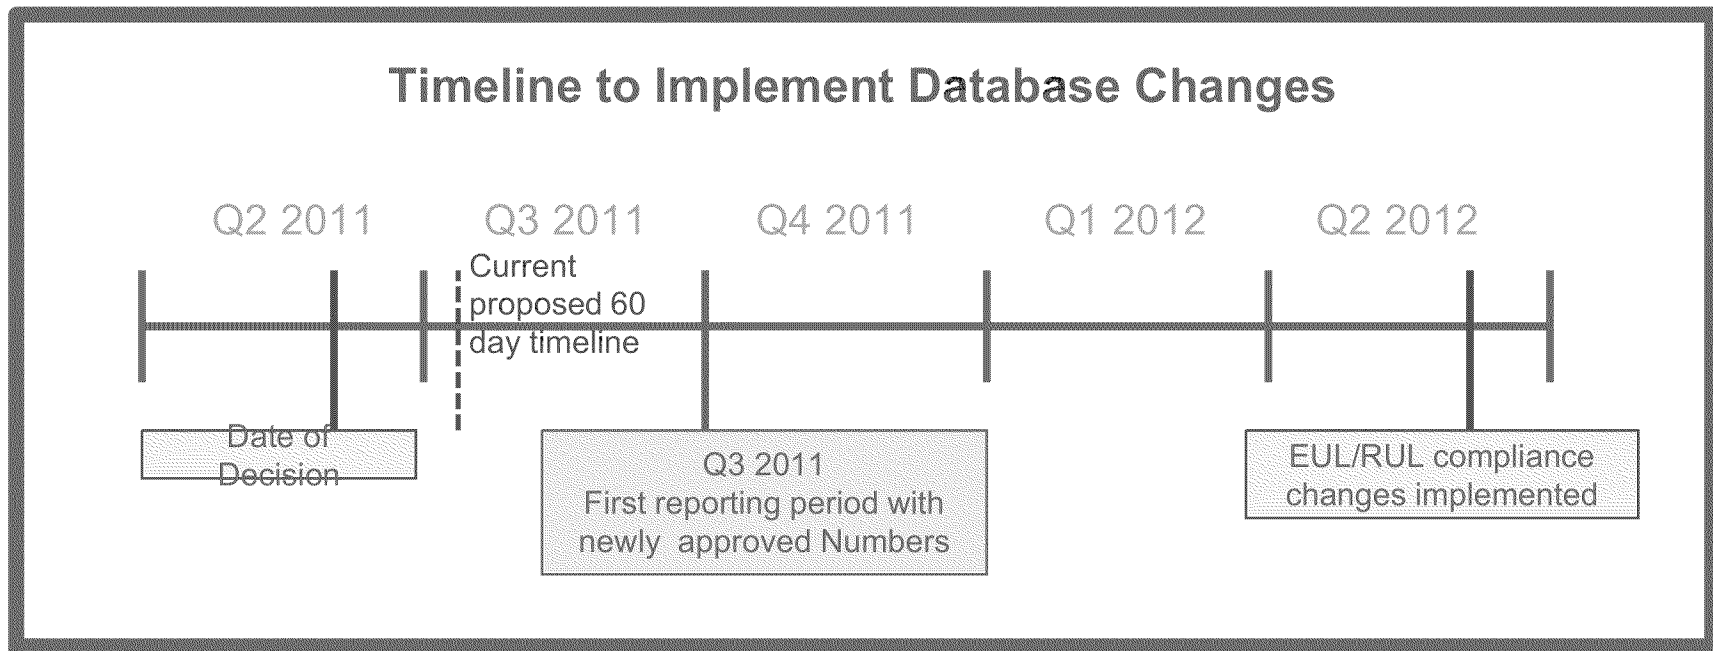 Timeline to Implement Database Changes
Q2 2011
Q3 2011
Q4 2011
Q1 2012
Q2 2012
Current
proposed 60
day timeline
Date of
Decision
Q3 2011
First reporting period with
newly approved Numbers
EUL/RUL compliance
changes implemented